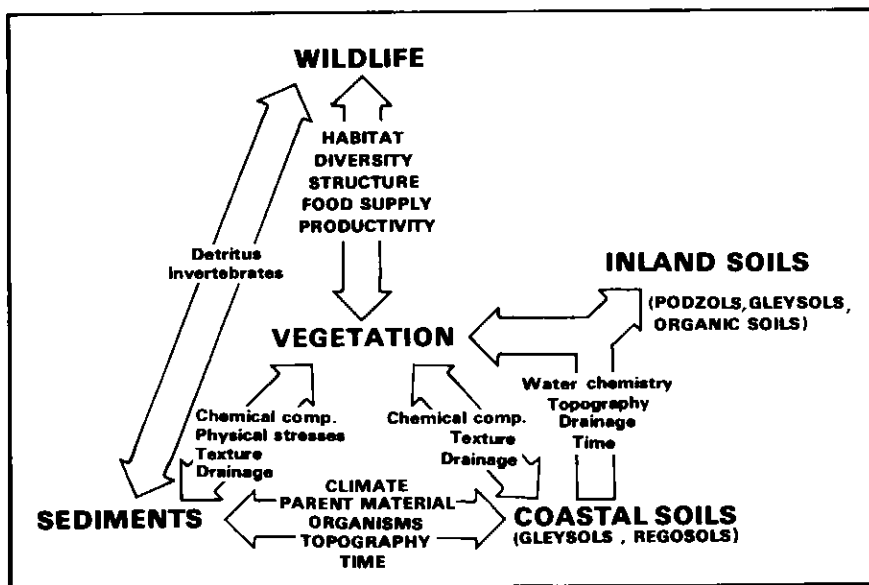 WILDLIFE
HABITAT
DIVERSITY
STRUCTURE
FOOD SUPPLY
PRODUCTIVITY
Detritus
Invertebrates
INLAND SOILS
(PODZOLS, GLEYSOLS,
ORGANIC SOILS)
VEGETATION
Water chemistry
Topography
Drainage
Time
Chemical comp.
Physical stresses
Texture
Drainage
Chemical comp.
Texture
Drainage
CLIMATE
PARENT MATERIAL
ORGANISMS
TOPOGRAPHY
TIME
SEDIMENTS
COASTAL SOILS
(GLEYSOLS , REGOSOLS)